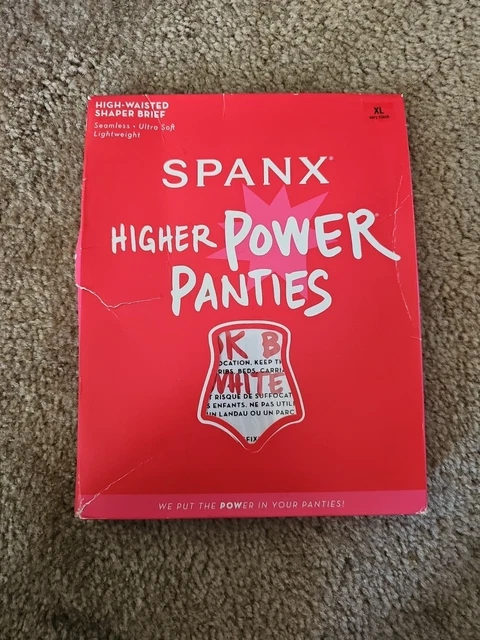 HIGH-WAISTED
SHAPER BRIEF
Seamless • Ultra Soft
Lightweight
XL
SPANX®
HIGHER POWER®
PANTIES
K B
OCATION. KEEP
RIBS, BEDS, CARRI
WHITE
T RISQUE DE SUFFOCAT
S ENFANTS. NE PAS UTILI
UN LANDAU OU UN PARC
FIX
WE PUT THE POWER IN YOUR PANTIES!